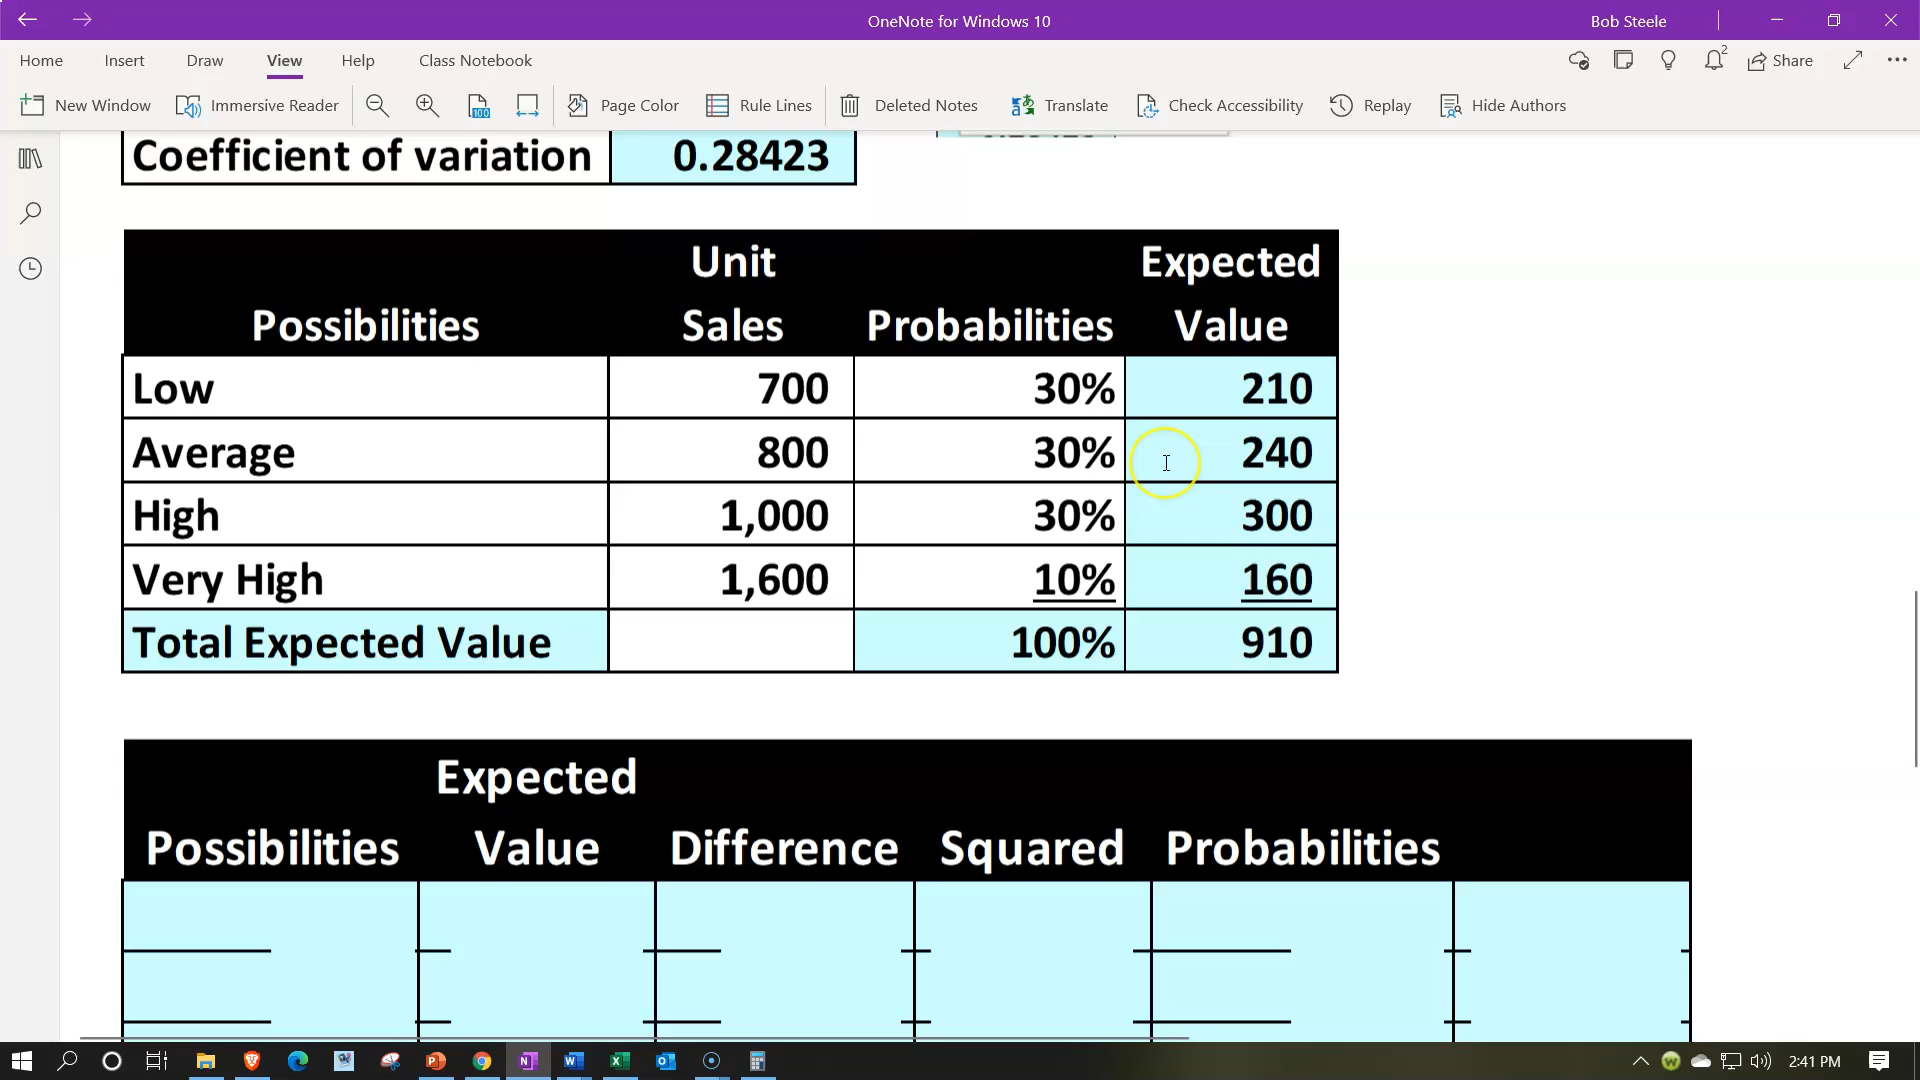 OneNote for Windows 10
Bob Steele
Home Insert Draw View Help Class Notebook
2
Share
New Window Immersive Reader 100 Page Color Rule Lines Deleted Notes Translate Check Accessibility Replay Hide Authors
Coefficient of variation 0.28423
Unit Expected
Possibilities Sales Probabilities Value
Low 700 30% 210
Average 800 30% 240
High 1,000 30% 300
Very High 1,600 10% 160
Total Expected Value 100% 910
Expected
Possibilities Value Difference Squared Probabilities
2:41 PM